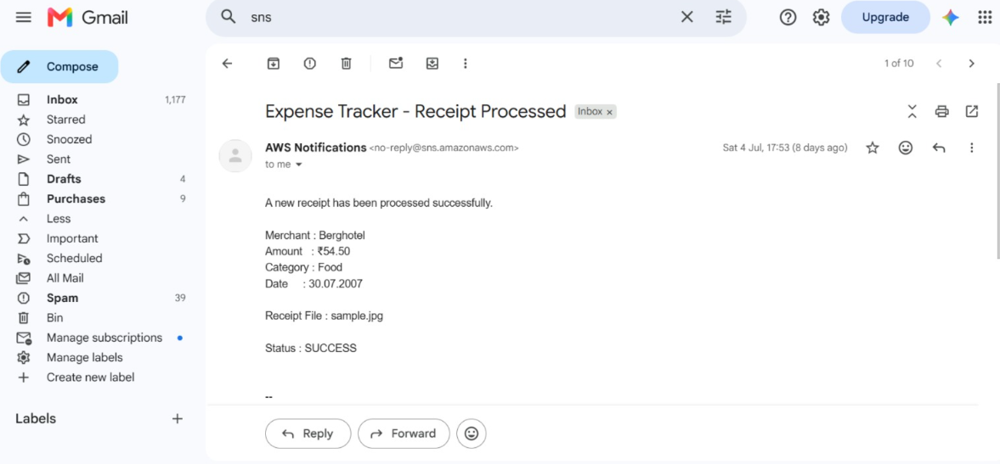 Gmail
sns
Upgrade
Compose
1 of 10
Inbox 1,177
Starred
Snoozed
Sent
Drafts 4
Purchases 9
Less
Important
Scheduled
All Mail
Spam 39
Bin
Manage subscriptions
Manage labels
Create new label
Labels
Expense Tracker - Receipt Processed Inbox x
AWS Notifications <no-reply@sns.amazonaws.com> Sat 4 Jul, 17:53 (8 days ago)
to me
A new receipt has been processed successfully.
Merchant : Berghotel
Amount : ₹54.50
Category : Food
Date : 30.07.2007
Receipt File : sample.jpg
Status : SUCCESS
--
Reply Forward